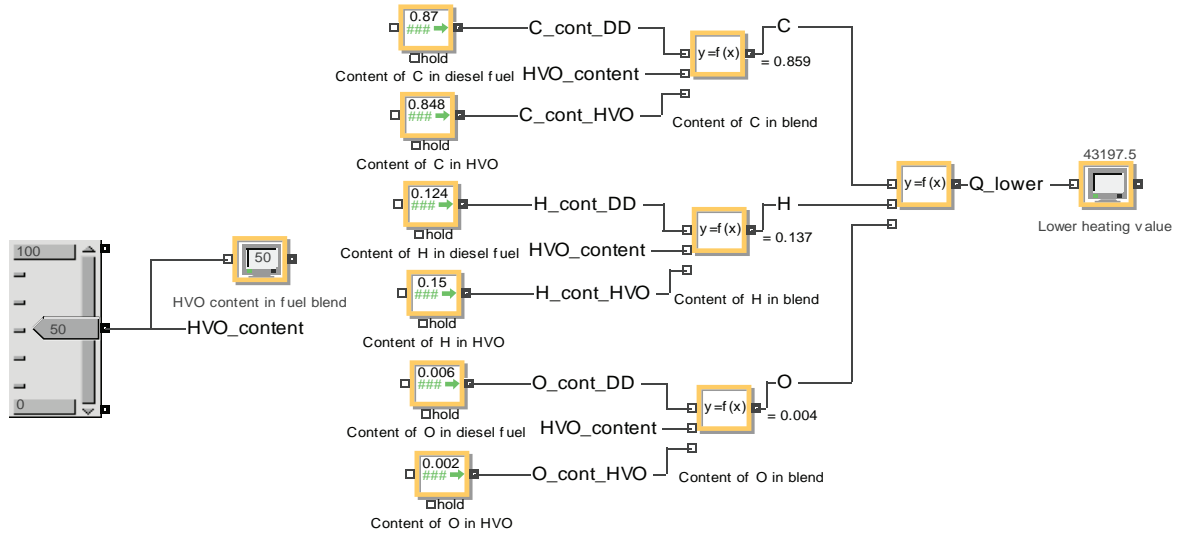 100
50
0
50
HVO content in fuel blend
HVO_content
0.87
###
hold
Content of C in diesel fuel
C_cont_DD
HVO_content
0.848
###
hold
Content of C in HVO
C_cont_HVO
y=f(x)
= 0.859
Content of C in blend
C
0.124
###
hold
Content of H in diesel fuel
H_cont_DD
HVO_content
0.15
###
hold
Content of H in HVO
H_cont_HVO
y=f(x)
= 0.137
Content of H in blend
H
0.006
###
hold
Content of O in diesel fuel
O_cont_DD
HVO_content
0.002
###
hold
Content of O in HVO
O_cont_HVO
y=f(x)
= 0.004
Content of O in blend
O
y=f(x)
Q_lower
43197.5
Lower heating value